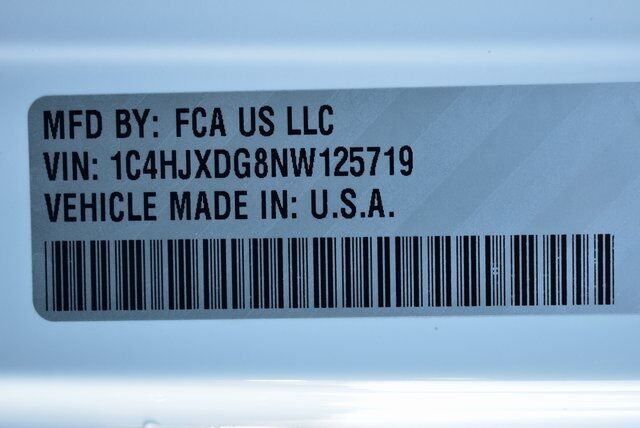 MFD BY: FCA US LLC
VIN: 1C4HJXDG8NW125719
VEHICLE MADE IN: U.S.A.